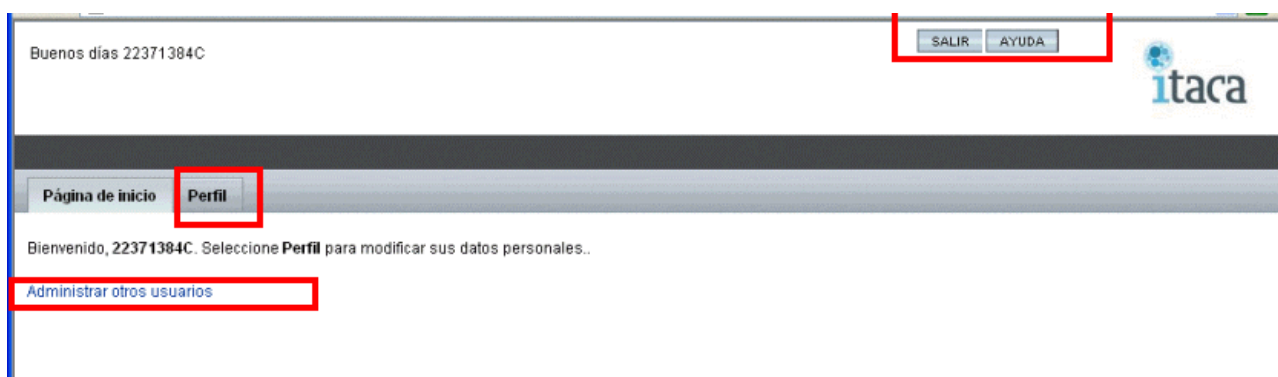 Buenos días 22371384C
SALIR AYUDA
itaca
Página de inicio Perfil
Bienvenido, 22371384C. Seleccione Perfil para modificar sus datos personales..
Administrar otros usuarios